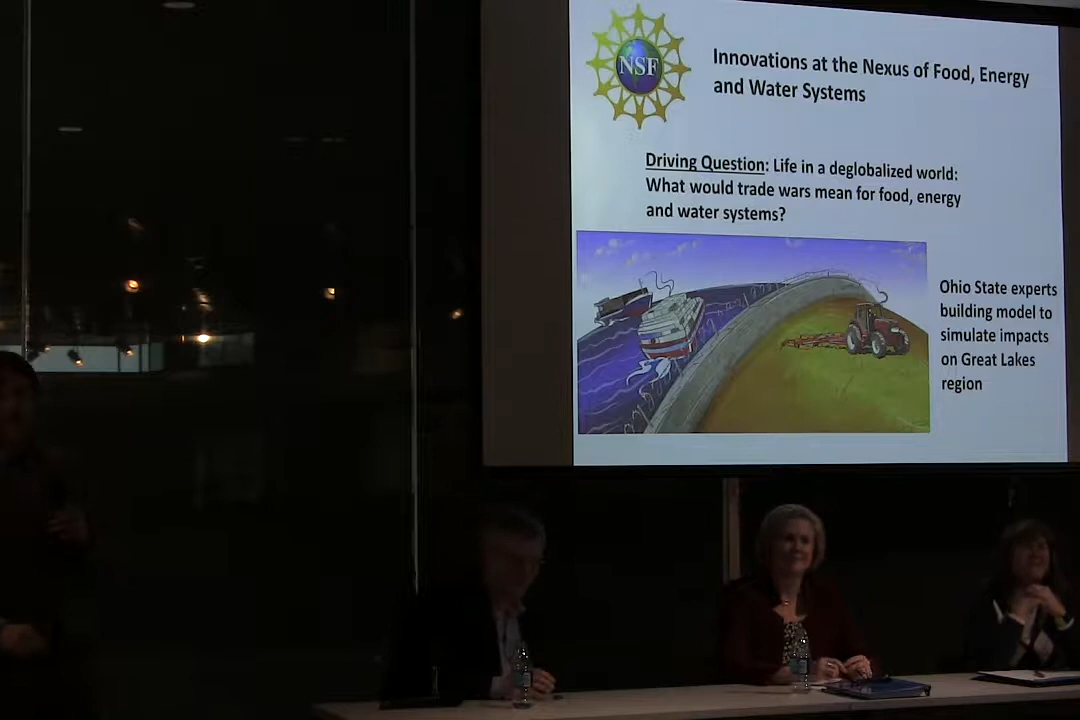 NSF
Innovations at the Nexus of Food, Energy
and Water Systems
Driving Question: Life in a deglobalized world:
What would trade wars mean for food, energy
and water systems?
Ohio State experts
building model to
simulate impacts
on Great Lakes
region